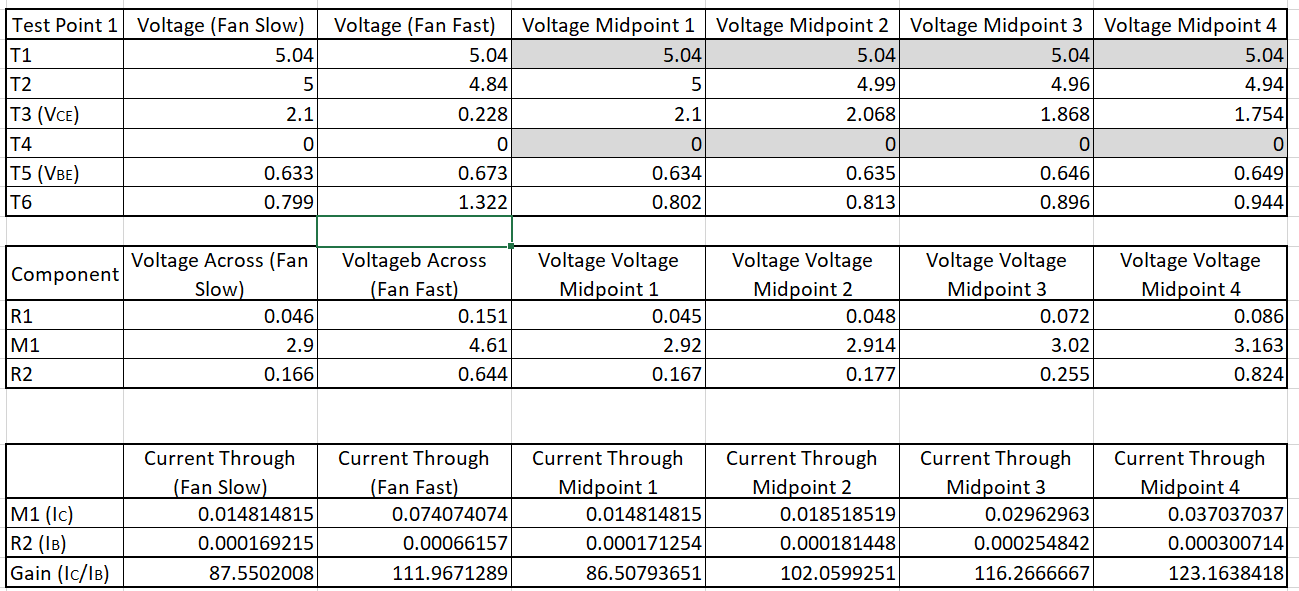 Test Point 1 Voltage (Fan Slow) Voltage (Fan Fast) Voltage Midpoint 1 Voltage Midpoint 2 Voltage Midpoint 3 Voltage Midpoint 4
T1 5.04 5.04 5.04 5.04 5.04 5.04
T2 5 4.84 5 4.99 4.96 4.94
T3 (VCE) 2.1 0.228 2.1 2.068 1.868 1.754
T4 0 0 0 0 0 0
T5 (VBE) 0.633 0.673 0.634 0.635 0.646 0.649
T6 0.799 1.322 0.802 0.813 0.896 0.944
Component Voltage Across (Fan Slow) Voltageb Across (Fan Fast) Voltage Voltage Midpoint 1 Voltage Voltage Midpoint 2 Voltage Voltage Midpoint 3 Voltage Voltage Midpoint 4
R1 0.046 0.151 0.045 0.048 0.072 0.086
M1 2.9 4.61 2.92 2.914 3.02 3.163
R2 0.166 0.644 0.167 0.177 0.255 0.824
Current Through (Fan Slow) Current Through (Fan Fast) Current Through Midpoint 1 Current Through Midpoint 2 Current Through Midpoint 3 Current Through Midpoint 4
M1 (IC) 0.014814815 0.074074074 0.014814815 0.018518519 0.02962963 0.037037037
R2 (IB) 0.000169215 0.00066157 0.000171254 0.000181448 0.000254842 0.000300714
Gain (IC/IB) 87.5502008 111.9671289 86.50793651 102.0599251 116.2666667 123.1638418